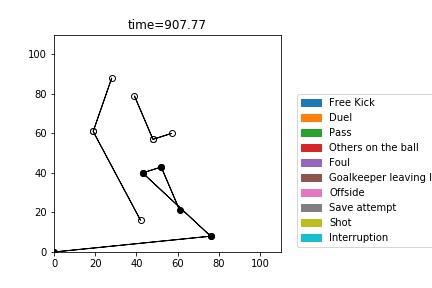 time=907.77
100
80
60
40
20
0
0 20 40 60 80 100
Free Kick
Duel
Pass
Others on the ball
Foul
Goalkeeper leaving l
Offside
Save attempt
Shot
Interruption